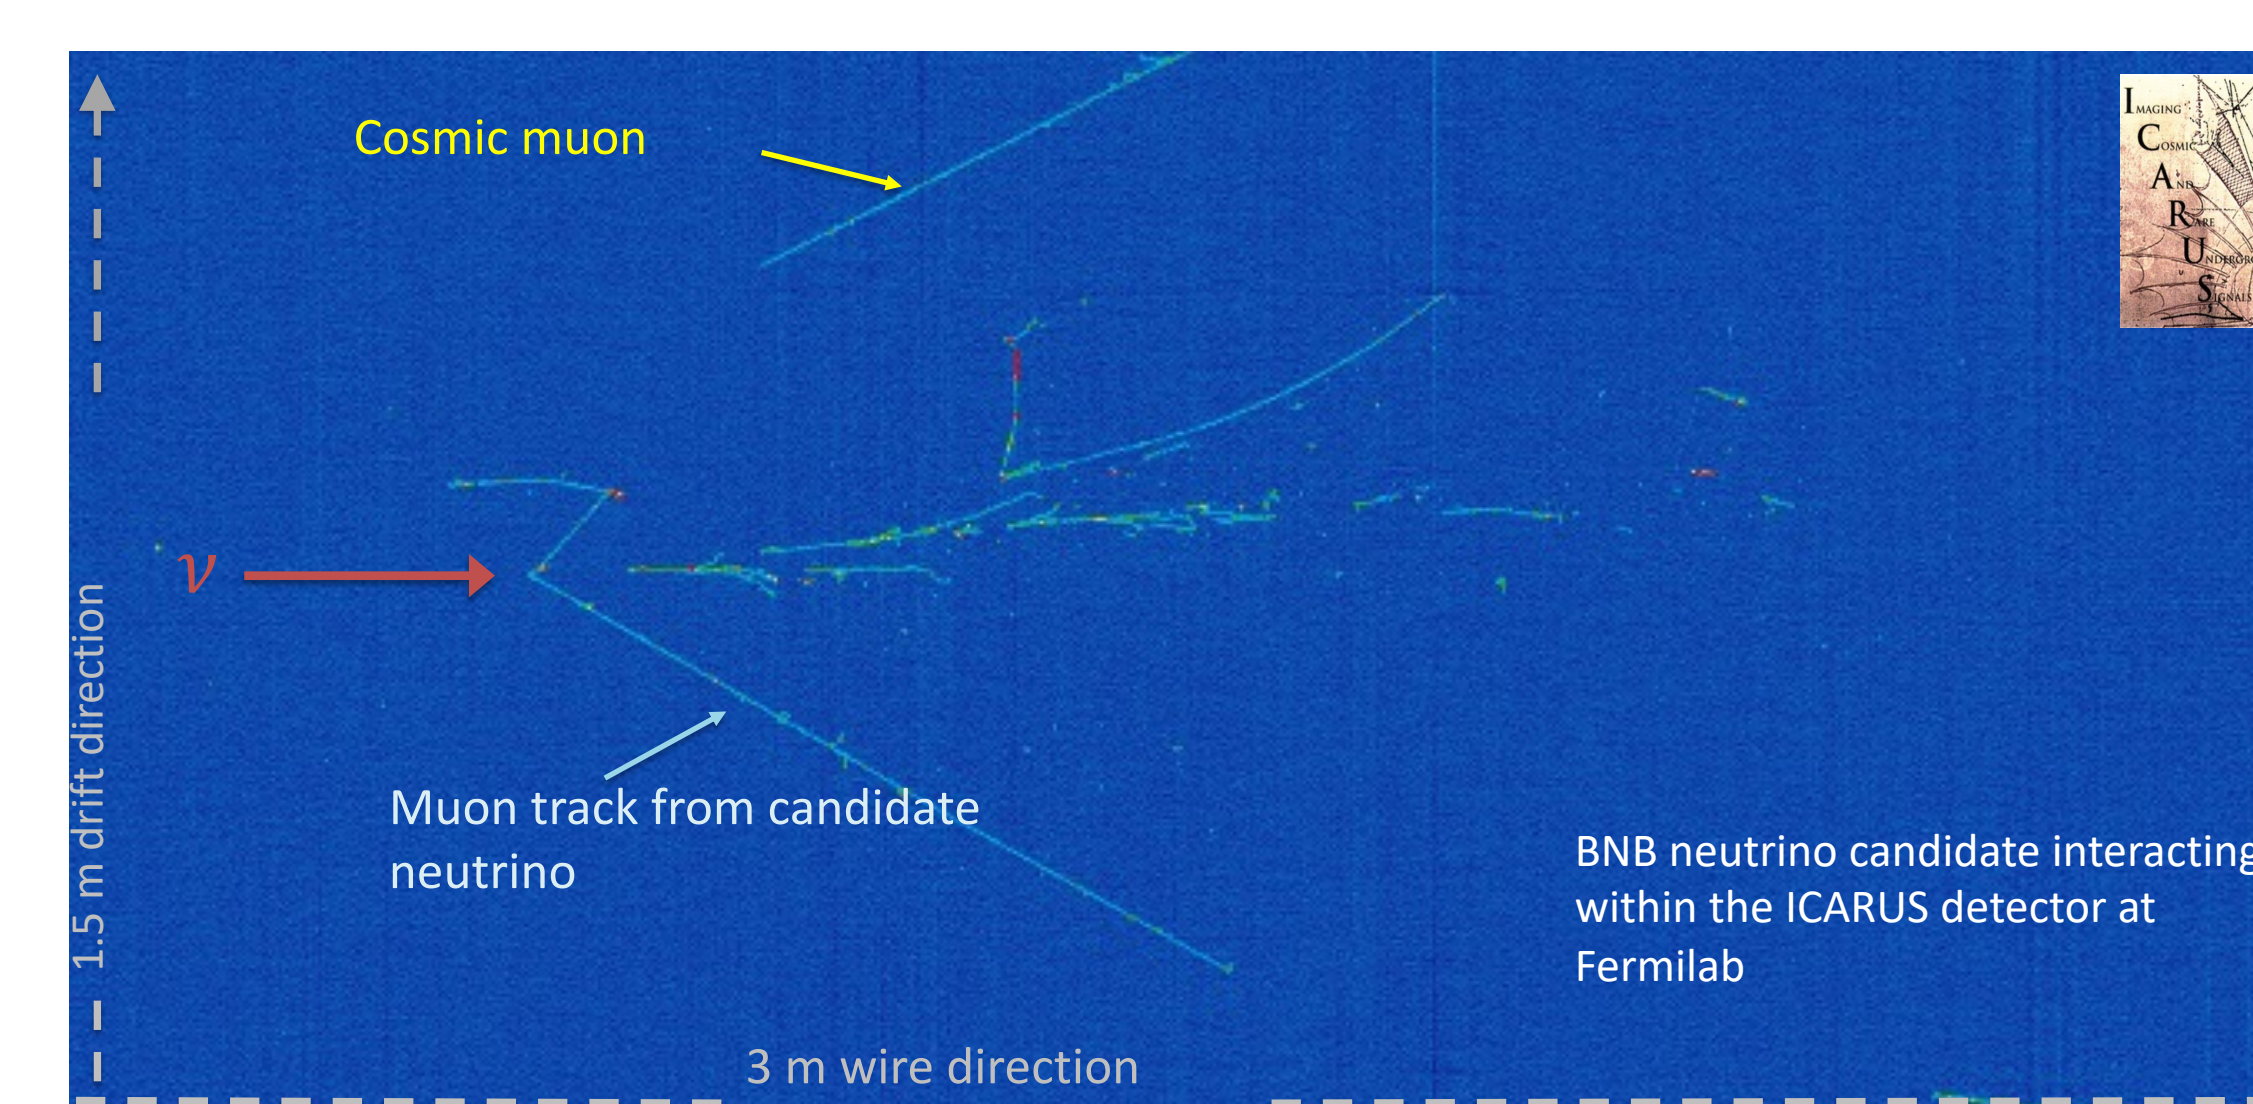 Cosmic muon
IMAGING
COSMIC
AND
RARE
SIGNALS
ν
1.5 m drift direction
Muon track from candidate
neutrino
BNB neutrino candidate interacting
within the ICARUS detector at
Fermilab
3 m wire direction